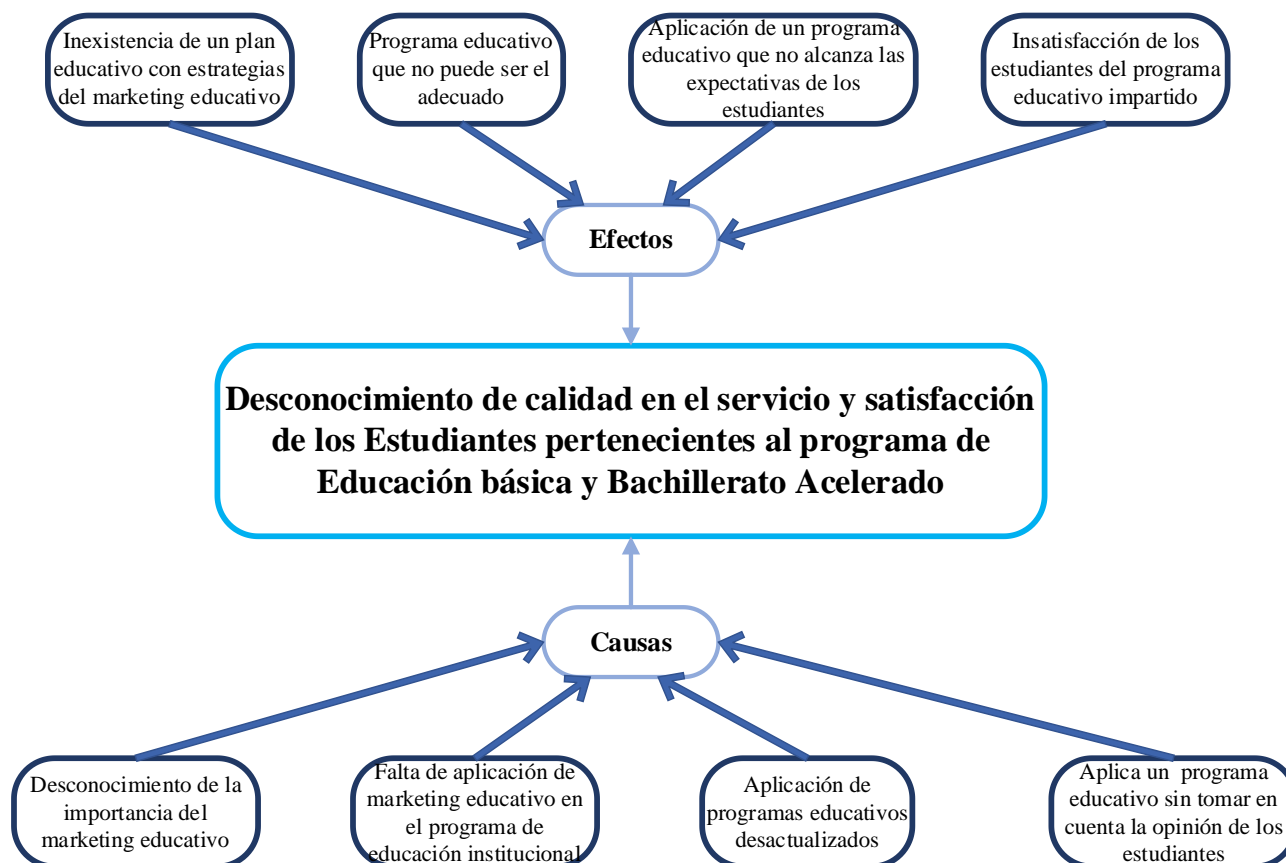 Inexistencia de un plan
educativo con estrategias
del marketing educativo
Programa educativo
que no puede ser el
adecuado
Aplicación de un programa
educativo que no alcanza las
expectativas de los
estudiantes
Insatisfacción de los
estudiantes del programa
educativo impartido
Efectos
Desconocimiento de calidad en el servicio y satisfacción
de los Estudiantes pertenecientes al programa de
Educación básica y Bachillerato Acelerado
Causas
Desconocimiento de la
importancia del
marketing educativo
Falta de aplicación de
marketing educativo en
el programa de
educación institucional
Aplicación de
programas educativos
desactualizados
Aplica un programa
educativo sin tomar en
cuenta la opinión de los
estudiantes